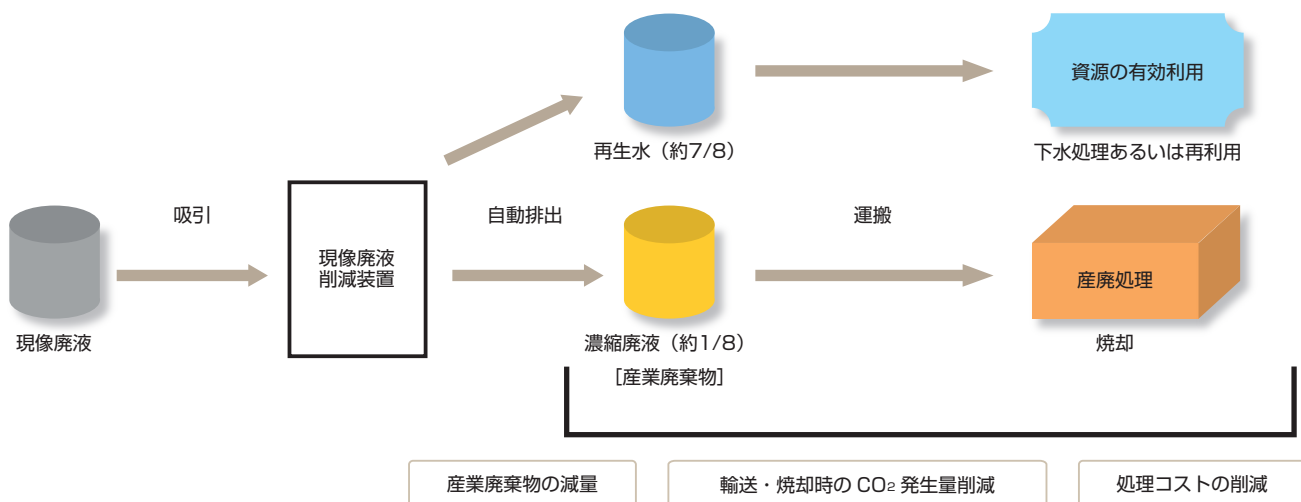 資源の有効利用
再生水（約7/8）
下水処理あるいは再利用
吸引
自動排出
運搬
現像廃液
削減装置
産廃処理
現像廃液
濃縮廃液（約1/8）
［産業廃棄物］
焼却
産業廃棄物の減量
輸送・焼却時の CO₂ 発生量削減
処理コストの削減